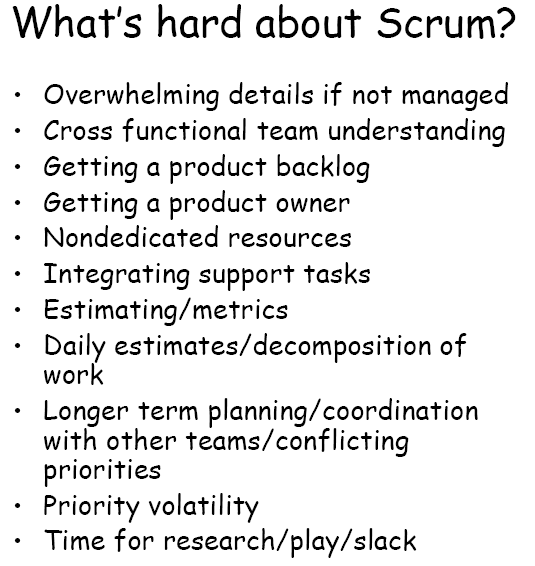 What's hard about Scrum?
• Overwhelming details if not managed
• Cross functional team understanding
• Getting a product backlog
• Getting a product owner
• Nondedicated resources
• Integrating support tasks
• Estimating/metrics
• Daily estimates/decomposition of
work
• Longer term planning/coordination
with other teams/conflicting
priorities
• Priority volatility
• Time for research/play/slack